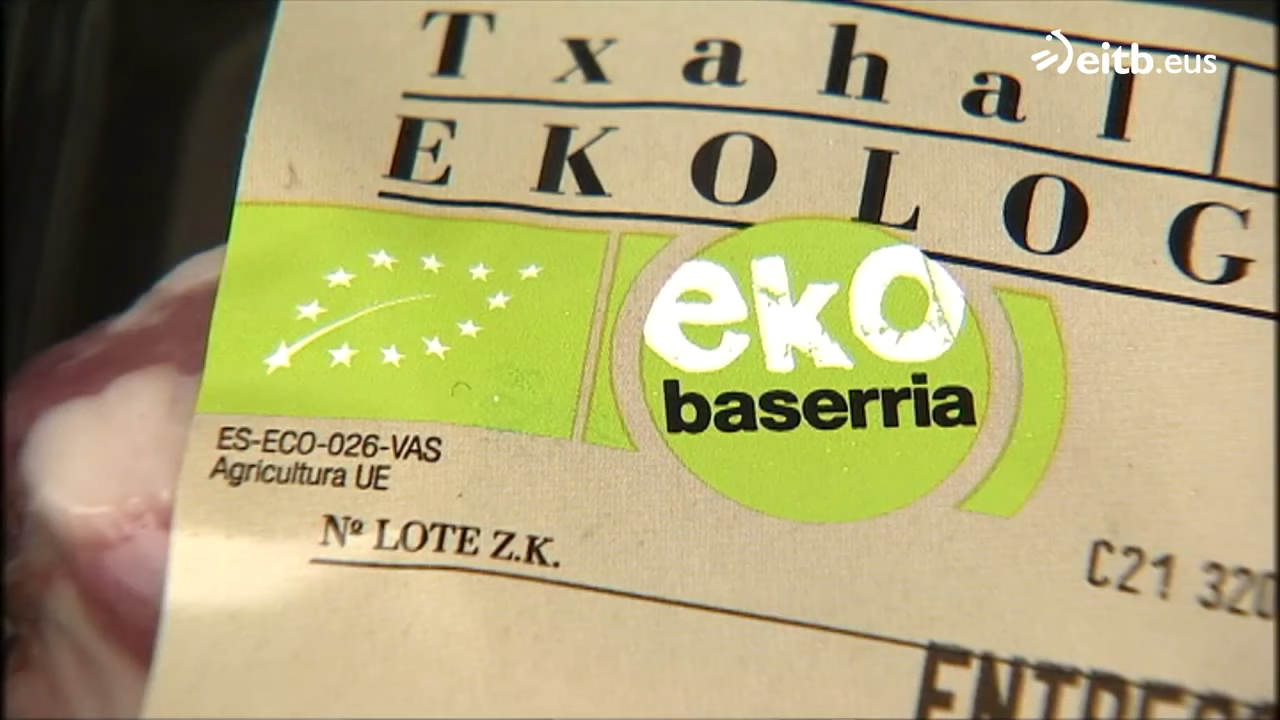 eitb.eus
Txahal
EKOLOG
eko
baserria
ES-ECO-026-VAS
Agricultura UE
Nº LOTE Z.K.
C21 320